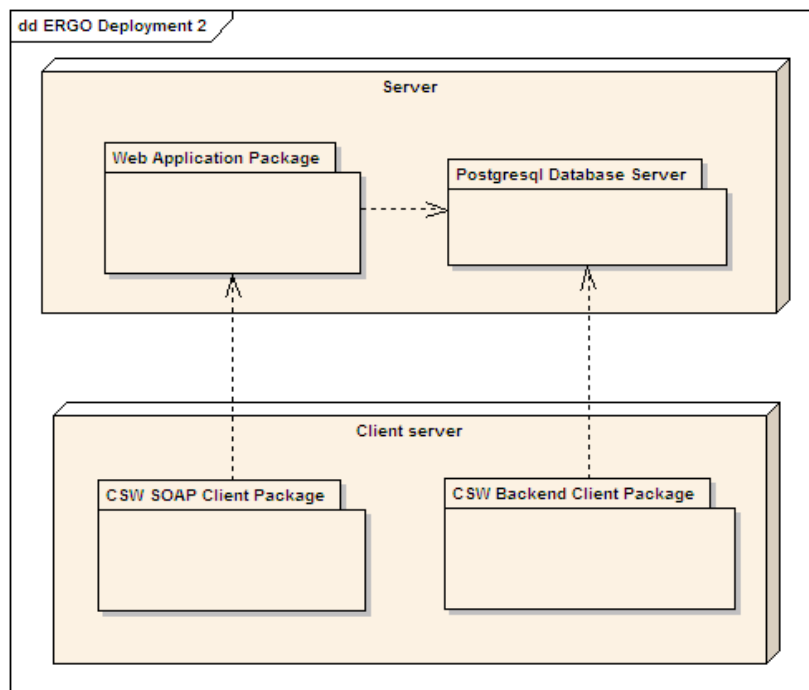 dd ERGO Deployment 2
Server
Web Application Package
Postgresql Database Server
Client server
CSW SOAP Client Package
CSW Backend Client Package